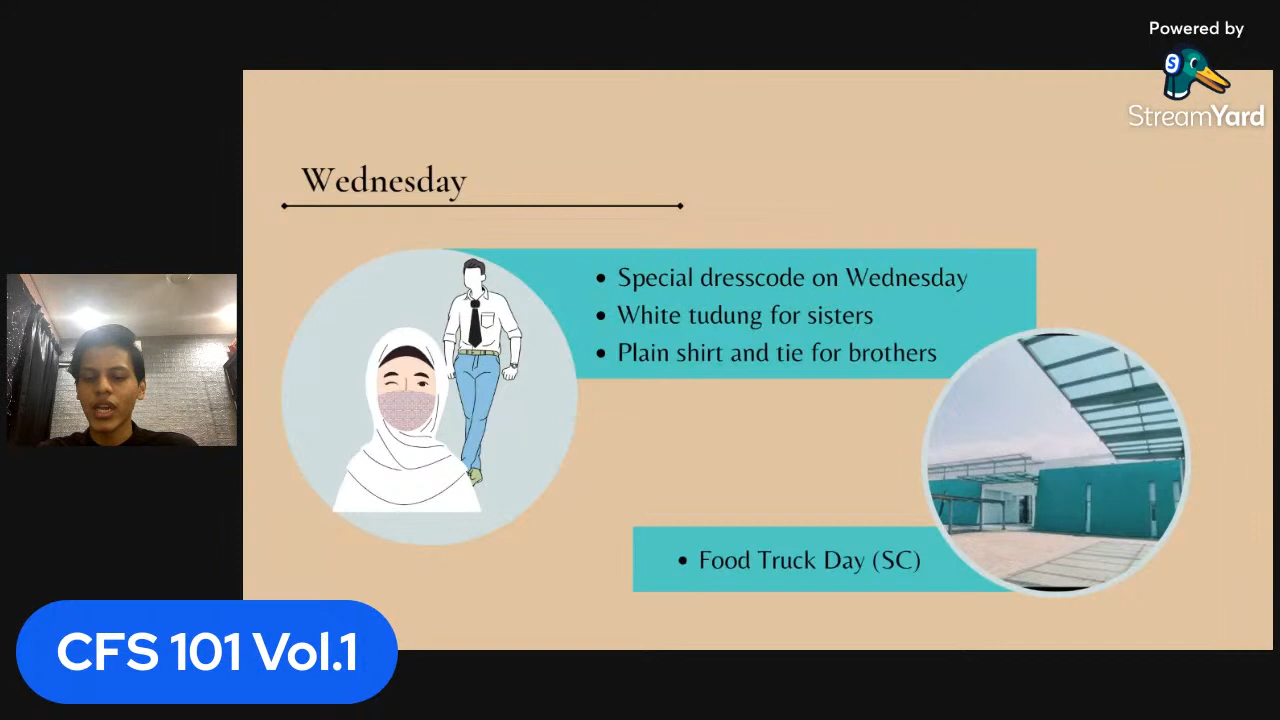 Powered by
StreamYard
Wednesday
Special dresscode on Wednesday
White tudung for sisters
Plain shirt and tie for brothers
Food Truck Day (SC)
CFS 101 Vol.1